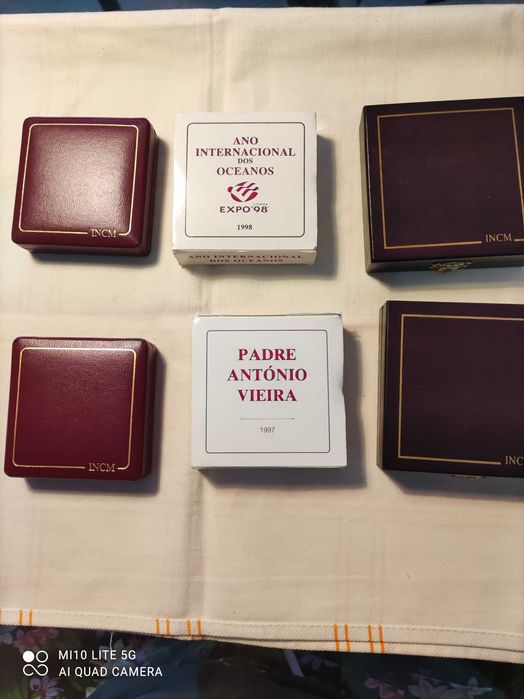 INCM
ANO
INTERNACIONAL
DOS
OCEANOS
LISBOA
EXPO'98
1998
ANO INTERNACIONAL
DOS OCEANOS
INCM
INCM
PADRE
ANTÓNIO
VIEIRA
1997
INCM
MI10 LITE 5G
AI QUAD CAMERA